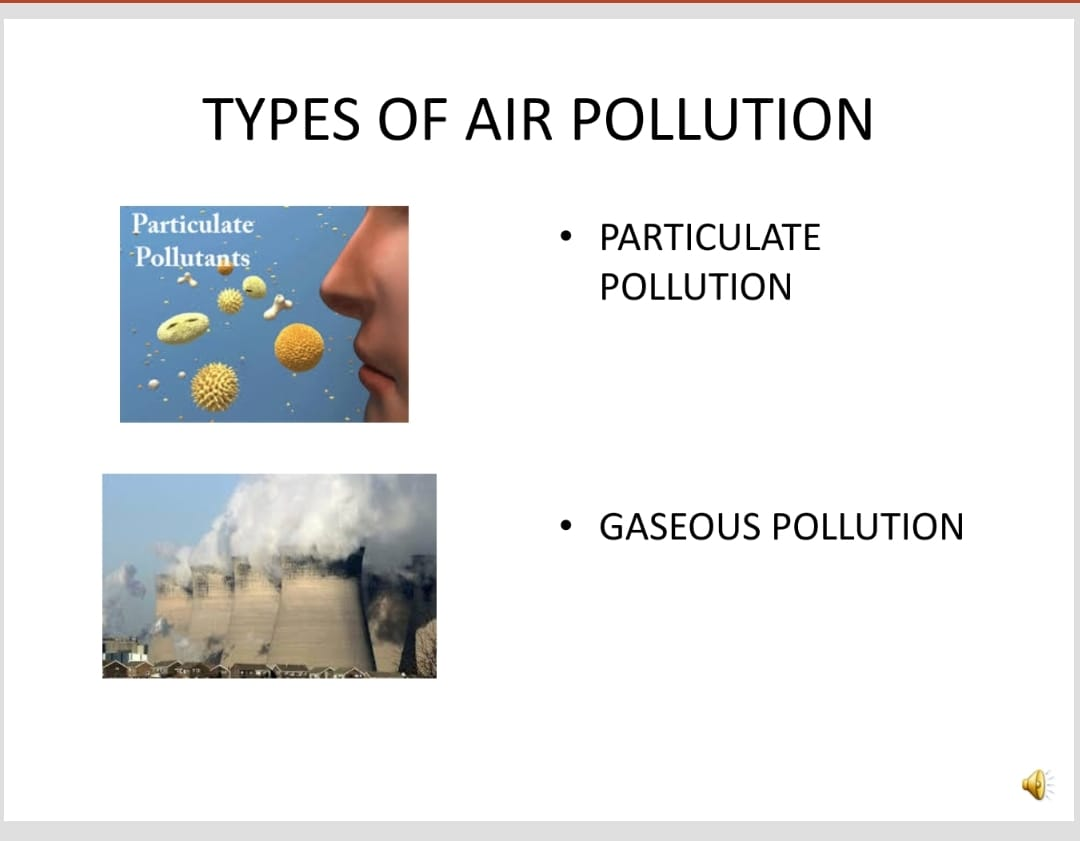 TYPES OF AIR POLLUTION
Particulate
Pollutants
• PARTICULATE
POLLUTION
• GASEOUS POLLUTION